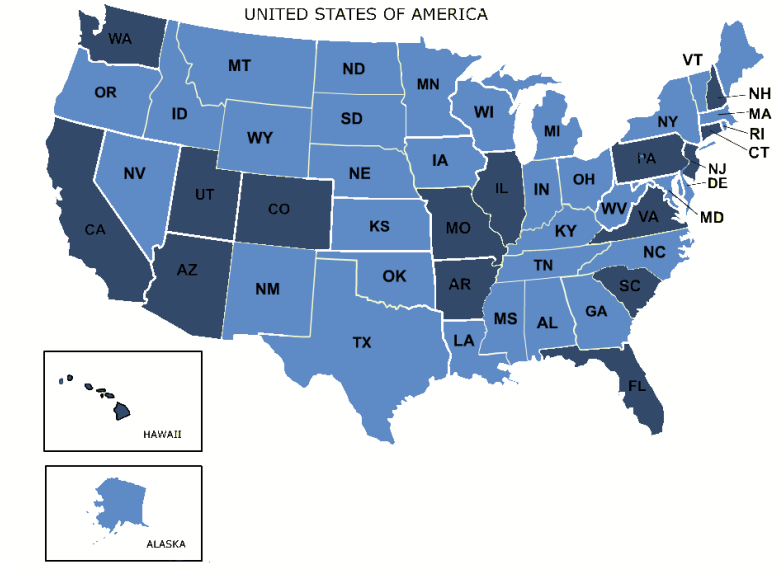 UNITED STATES OF AMERICA
WA
MT
ND
MN
VT
OR
ID
SD
WI
MI
NY
NH
MA
RI
CT
WY
NV
UT
CO
NE
IA
IL
IN
OH
PA
NJ
DE
MD
CA
AZ
NM
KS
MO
KY
WV
VA
OK
AR
TN
NC
SC
TX
LA
MS
AL
GA
FL
HAWAII
ALASKA